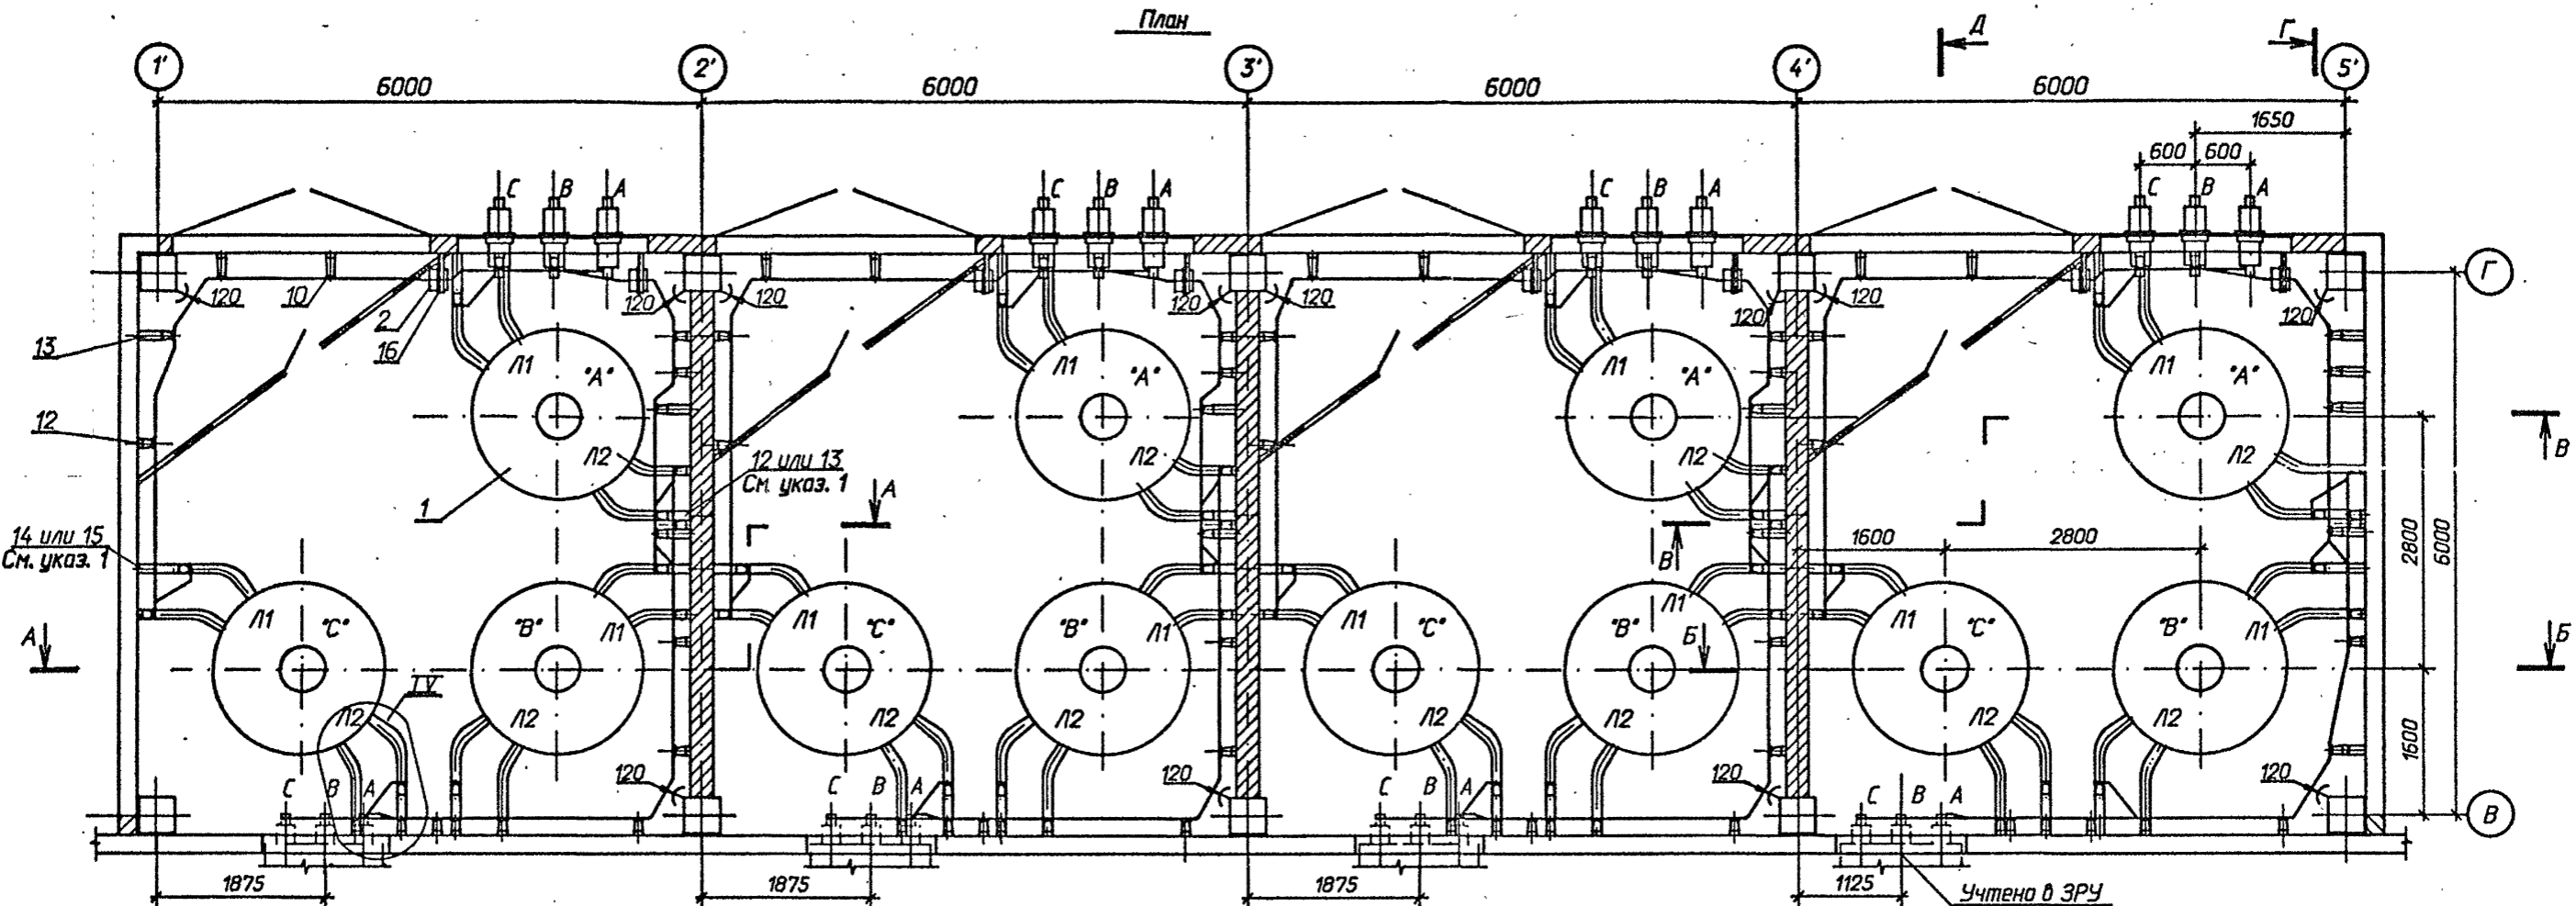 План
Д
Г
1'
2'
3'
4'
5'
6000
6000
6000
6000
1650
600
600
С
В
А
С
В
А
С
В
А
С
В
А
120
10
2
16
120
120
120
120
120
120
120
Г
13
12
Л1
"А"
Л2
1
Л1
"А"
Л2
Л1
"А"
Л2
Л1
"А"
Л2
В
12 или 13
См. указ. 1
А
В
14 или 15
См. указ. 1
1600
2800
2800
6000
А
Л1
"С"
Л2
IV
"В"
Л1
Л2
Л1
"С"
Л2
"В"
Л1
Л2
Л1
"С"
Л2
"В"
Л1
Л2
Б
Л1
"С"
Л2
"В"
Л1
Л2
Б
1600
120
120
120
120
С
В
А
С
В
А
С
В
А
С
В
А
В
1875
1875
1875
1125
Учтено в ЗРУ